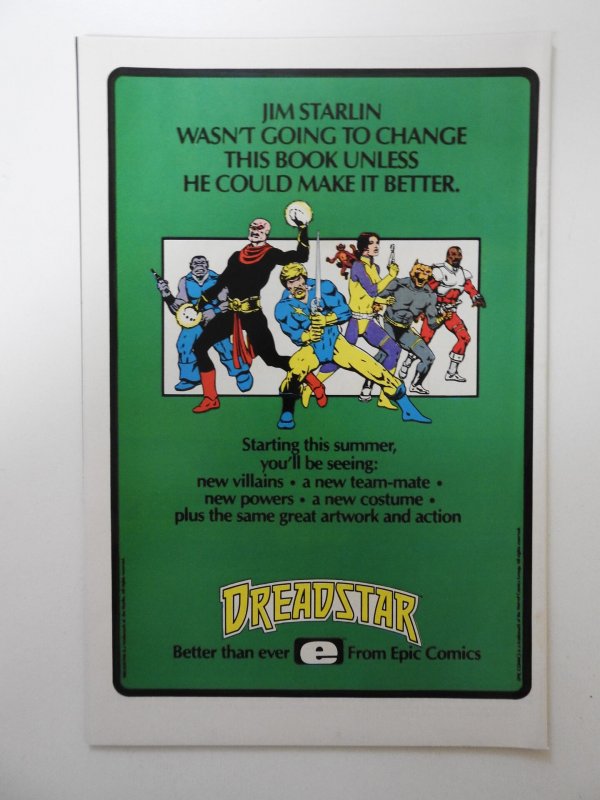 JIM STARLIN
WASN'T GOING TO CHANGE
THIS BOOK UNLESS
HE COULD MAKE IT BETTER.
Starting this summer,
you'll be seeing:
new villains • a new team-mate •
new powers • a new costume •
plus the same great artwork and action
DREADSTAR
Better than ever e From Epic Comics